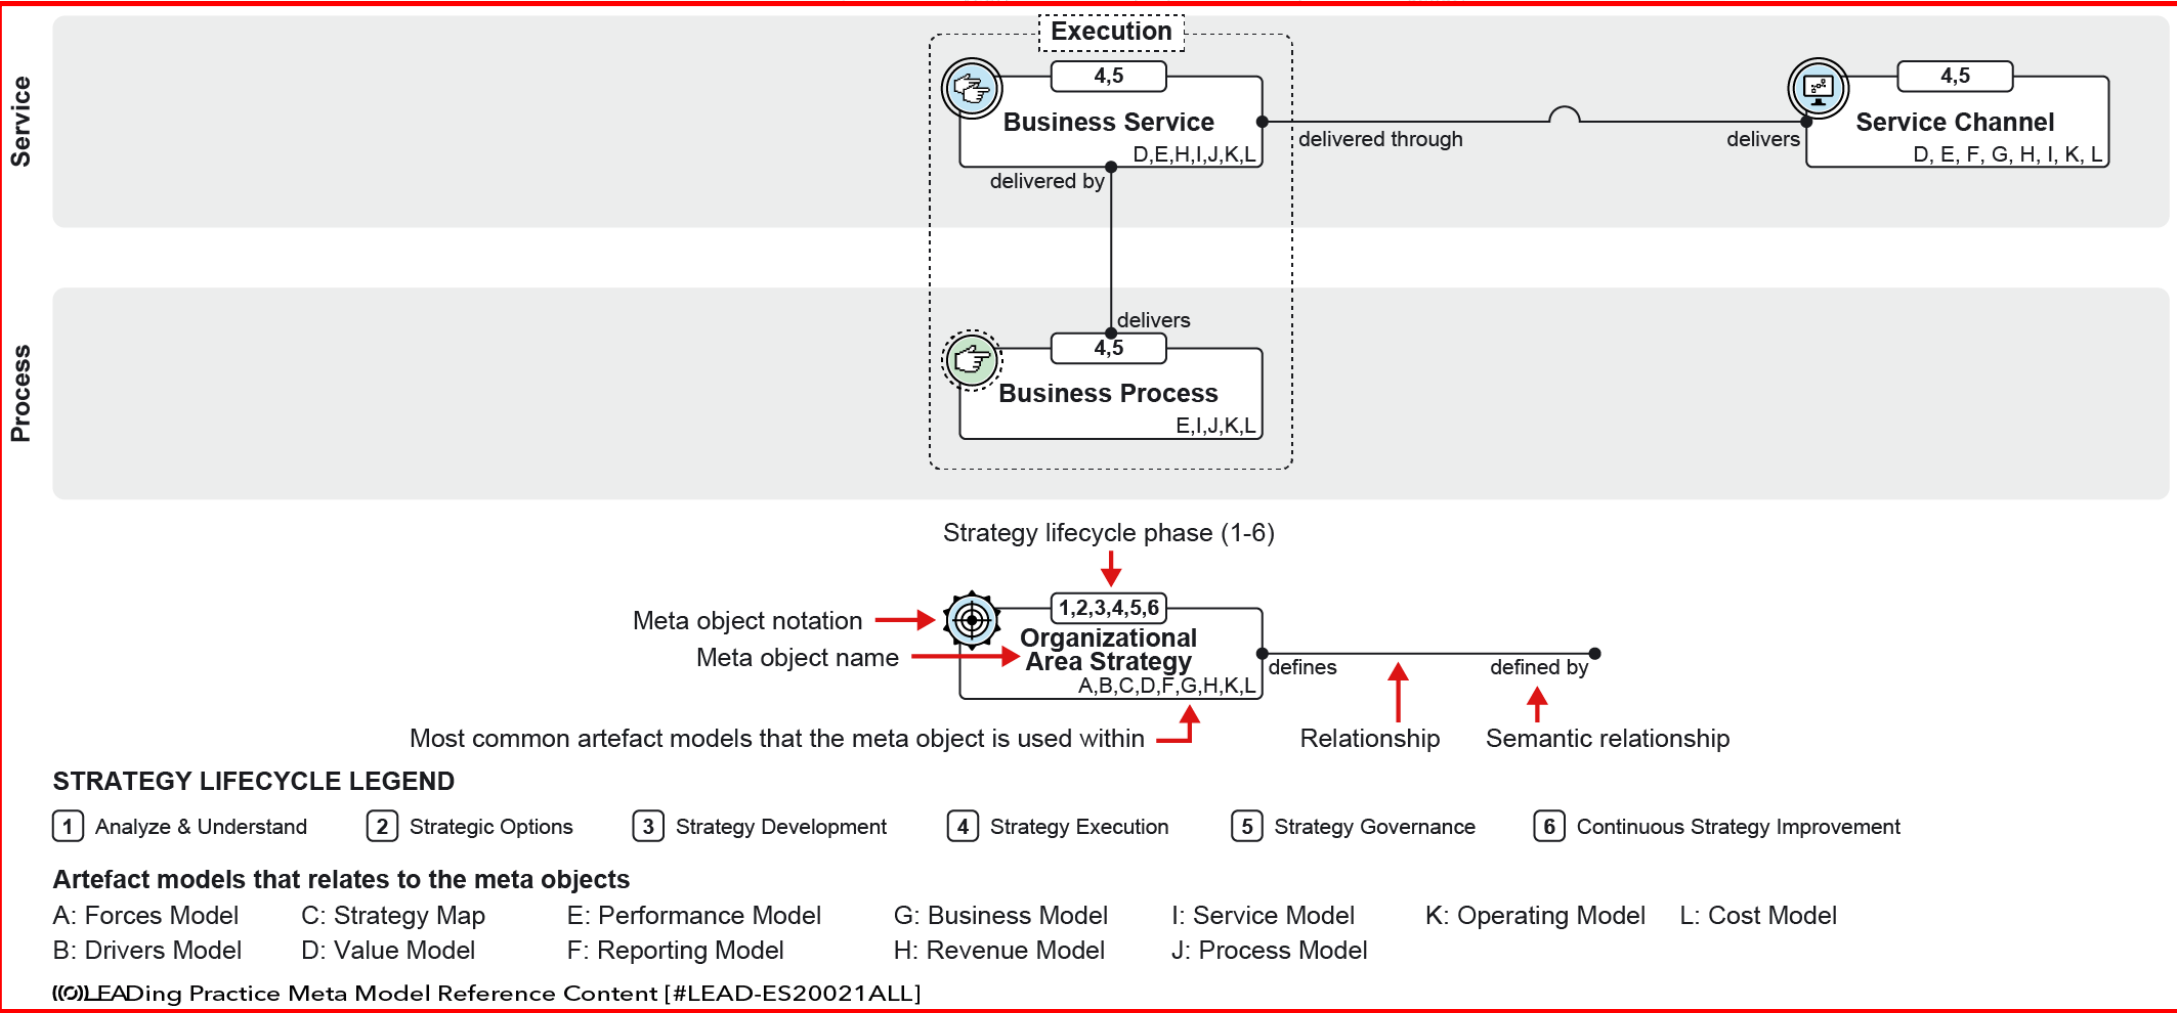 Execution
Service
4,5
Business Service
D,E,H,I,J,K,L
delivered through
delivers
4,5
Service Channel
D, E, F, G, H, I, K, L
delivered by
Process
delivers
4,5
Business Process
E,I,J,K,L
Strategy lifecycle phase (1-6)
Meta object notation
1,2,3,4,5,6
Meta object name
Organizational
Area Strategy
A,B,C,D,F,G,H,K,L
defines
defined by
Most common artefact models that the meta object is used within
Relationship
Semantic relationship
STRATEGY LIFECYCLE LEGEND
1 Analyze & Understand
2 Strategic Options
3 Strategy Development
4 Strategy Execution
5 Strategy Governance
6 Continuous Strategy Improvement
Artefact models that relates to the meta objects
A: Forces Model
C: Strategy Map
E: Performance Model
G: Business Model
I: Service Model
K: Operating Model
L: Cost Model
B: Drivers Model
D: Value Model
F: Reporting Model
H: Revenue Model
J: Process Model
LEADing Practice Meta Model Reference Content [#LEAD-ES20021ALL]